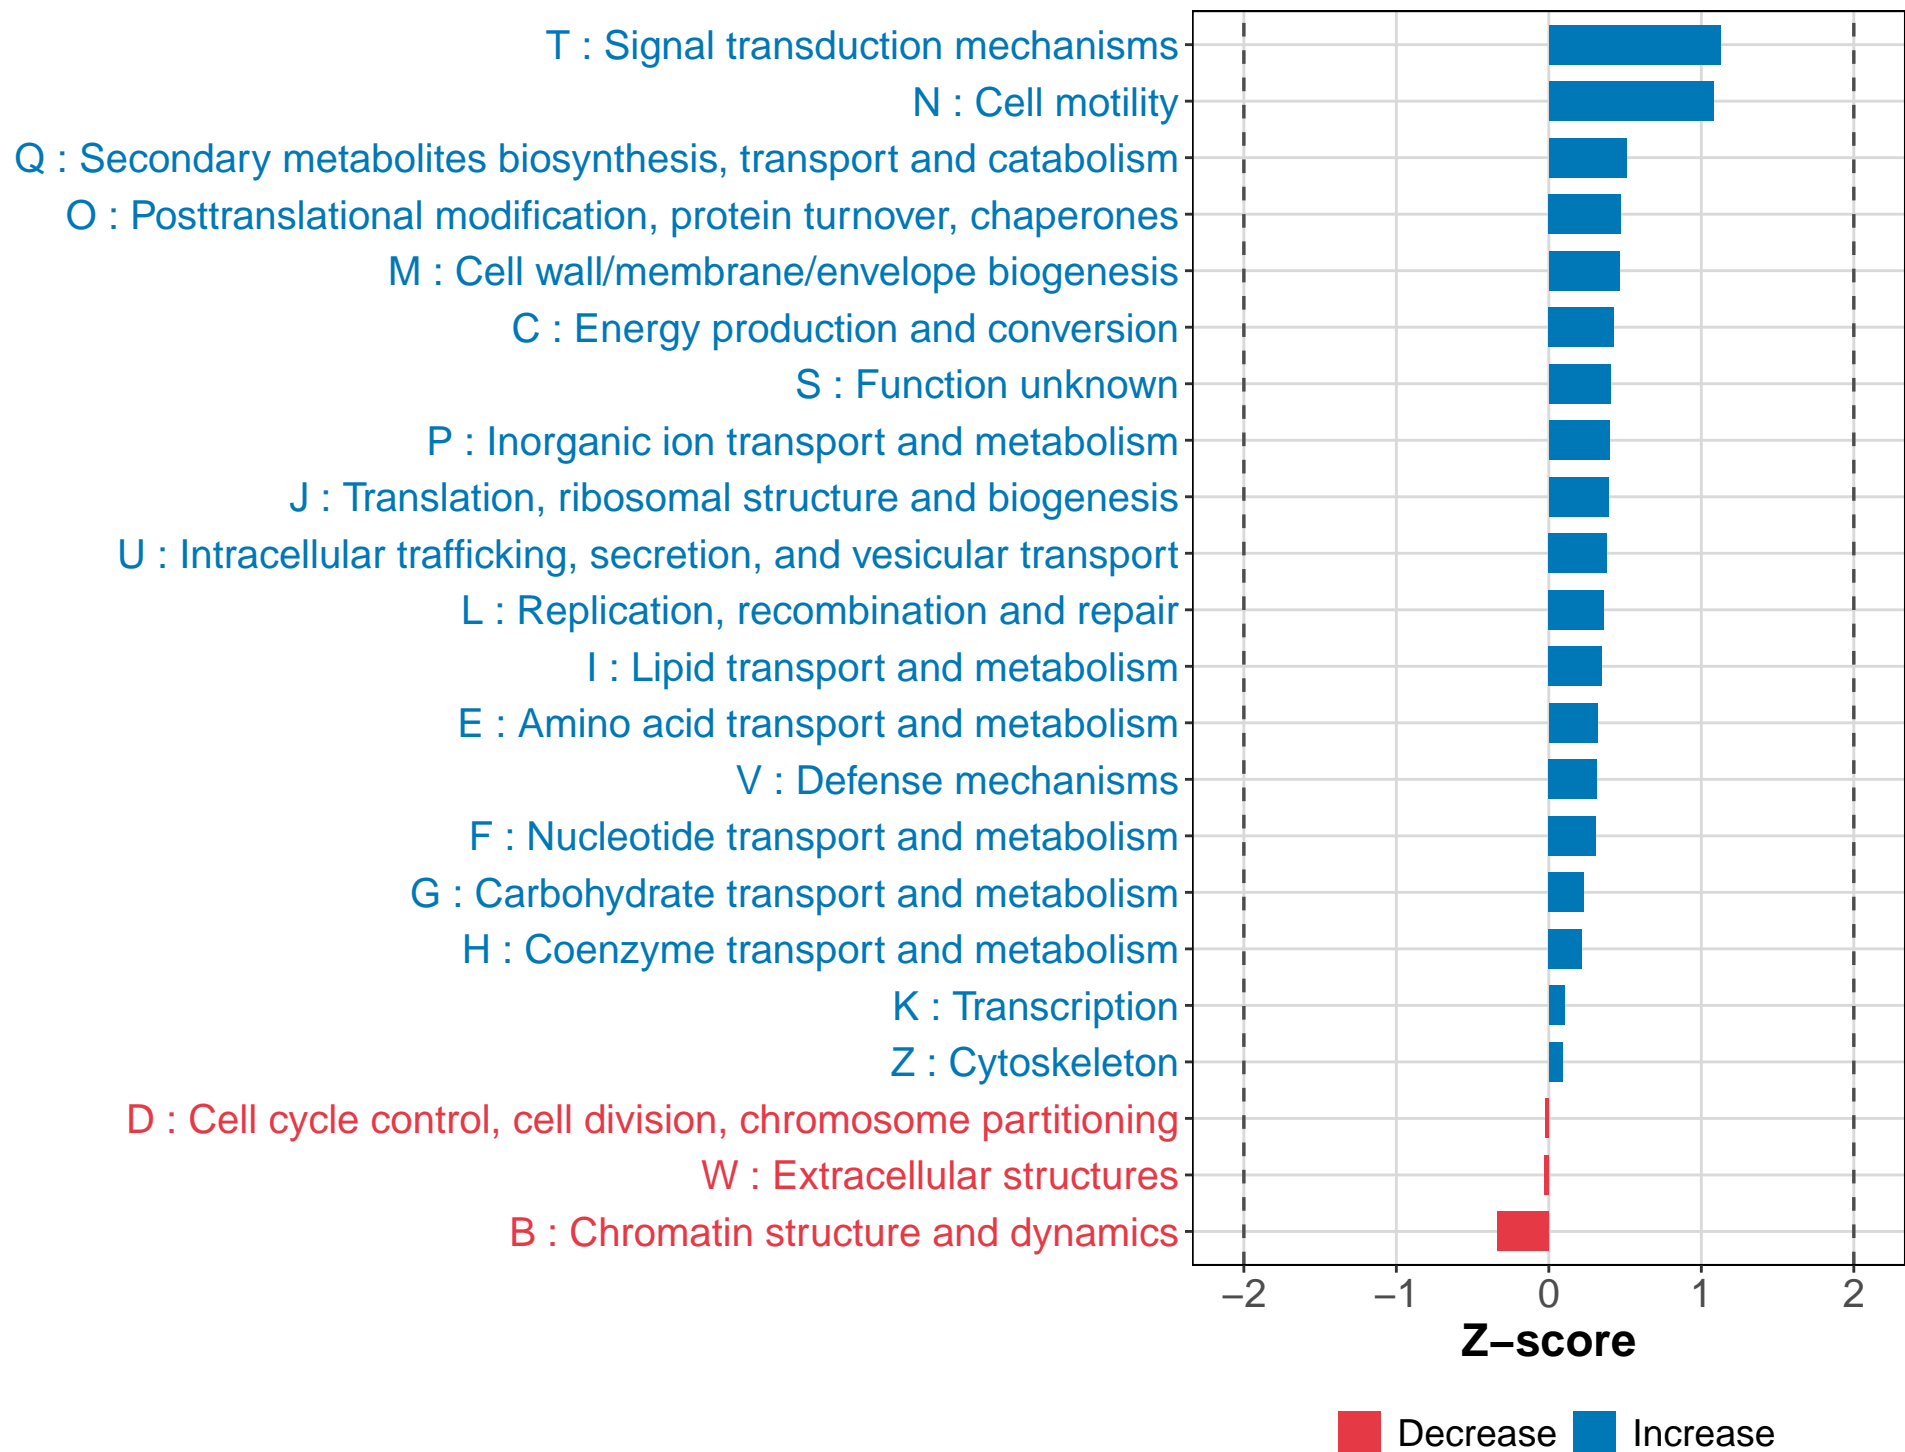 T : Signal transduction mechanisms
N : Cell motility
Q : Secondary metabolites biosynthesis, transport and catabolism
O : Posttranslational modification, protein turnover, chaperones
M : Cell wall/membrane/envelope biogenesis
C : Energy production and conversion
S : Function unknown
P : Inorganic ion transport and metabolism
J : Translation, ribosomal structure and biogenesis
U : Intracellular trafficking, secretion, and vesicular transport
L : Replication, recombination and repair
I : Lipid transport and metabolism
E : Amino acid transport and metabolism
V : Defense mechanisms
F : Nucleotide transport and metabolism
G : Carbohydrate transport and metabolism
H : Coenzyme transport and metabolism
K : Transcription
Z : Cytoskeleton
D : Cell cycle control, cell division, chromosome partitioning
W : Extracellular structures
B : Chromatin structure and dynamics
−2 −1 0 1 2
Z−score
Decrease Increase